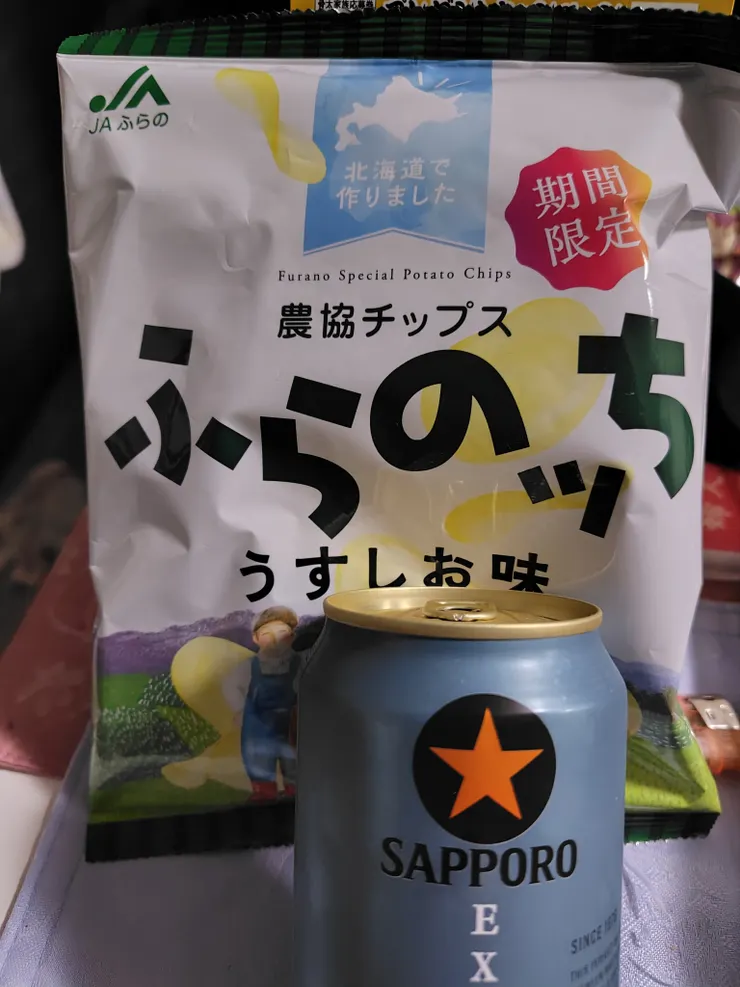 JAふらの
北海道で
作りました
期間
限定
Furano Special Potato Chips
農協チップス
ふらのッち
うすしお味
SAPPORO
EX
SINCE